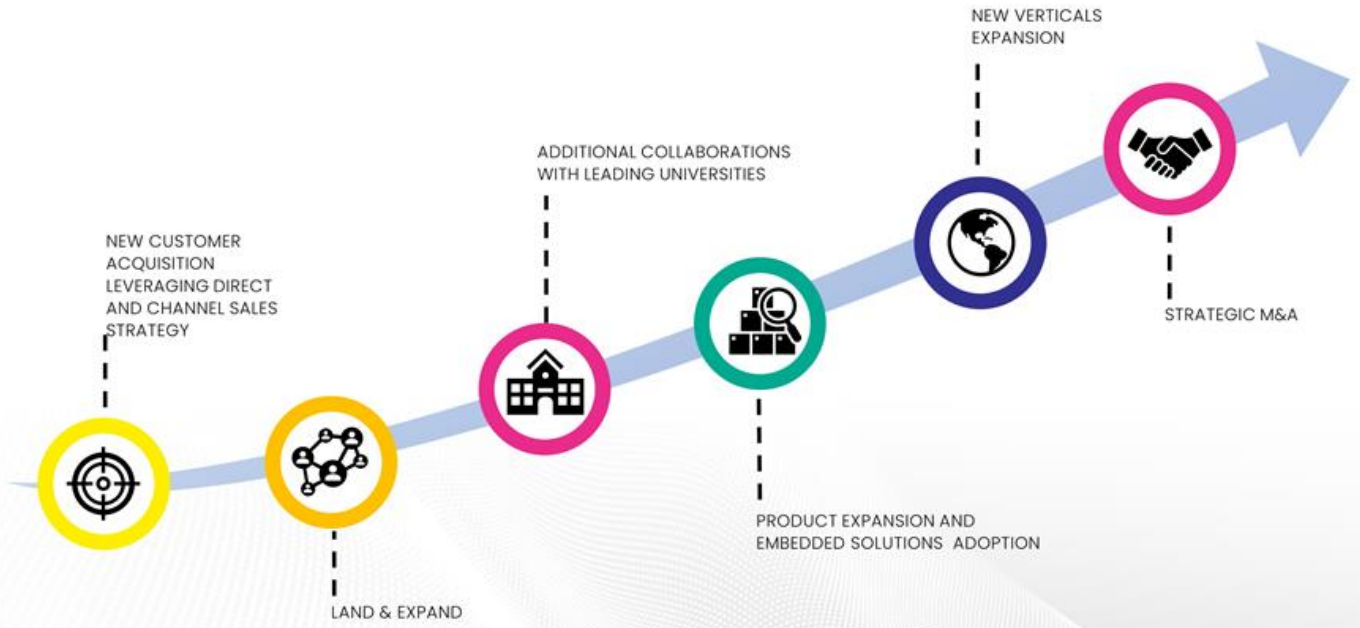 NEW CUSTOMER
ACQUISITION
LEVERAGING DIRECT
AND CHANNEL SALES
STRATEGY
LAND & EXPAND
ADDITIONAL COLLABORATIONS
WITH LEADING UNIVERSITIES
PRODUCT EXPANSION AND
EMBEDDED SOLUTIONS ADOPTION
NEW VERTICALS
EXPANSION
STRATEGIC M&A